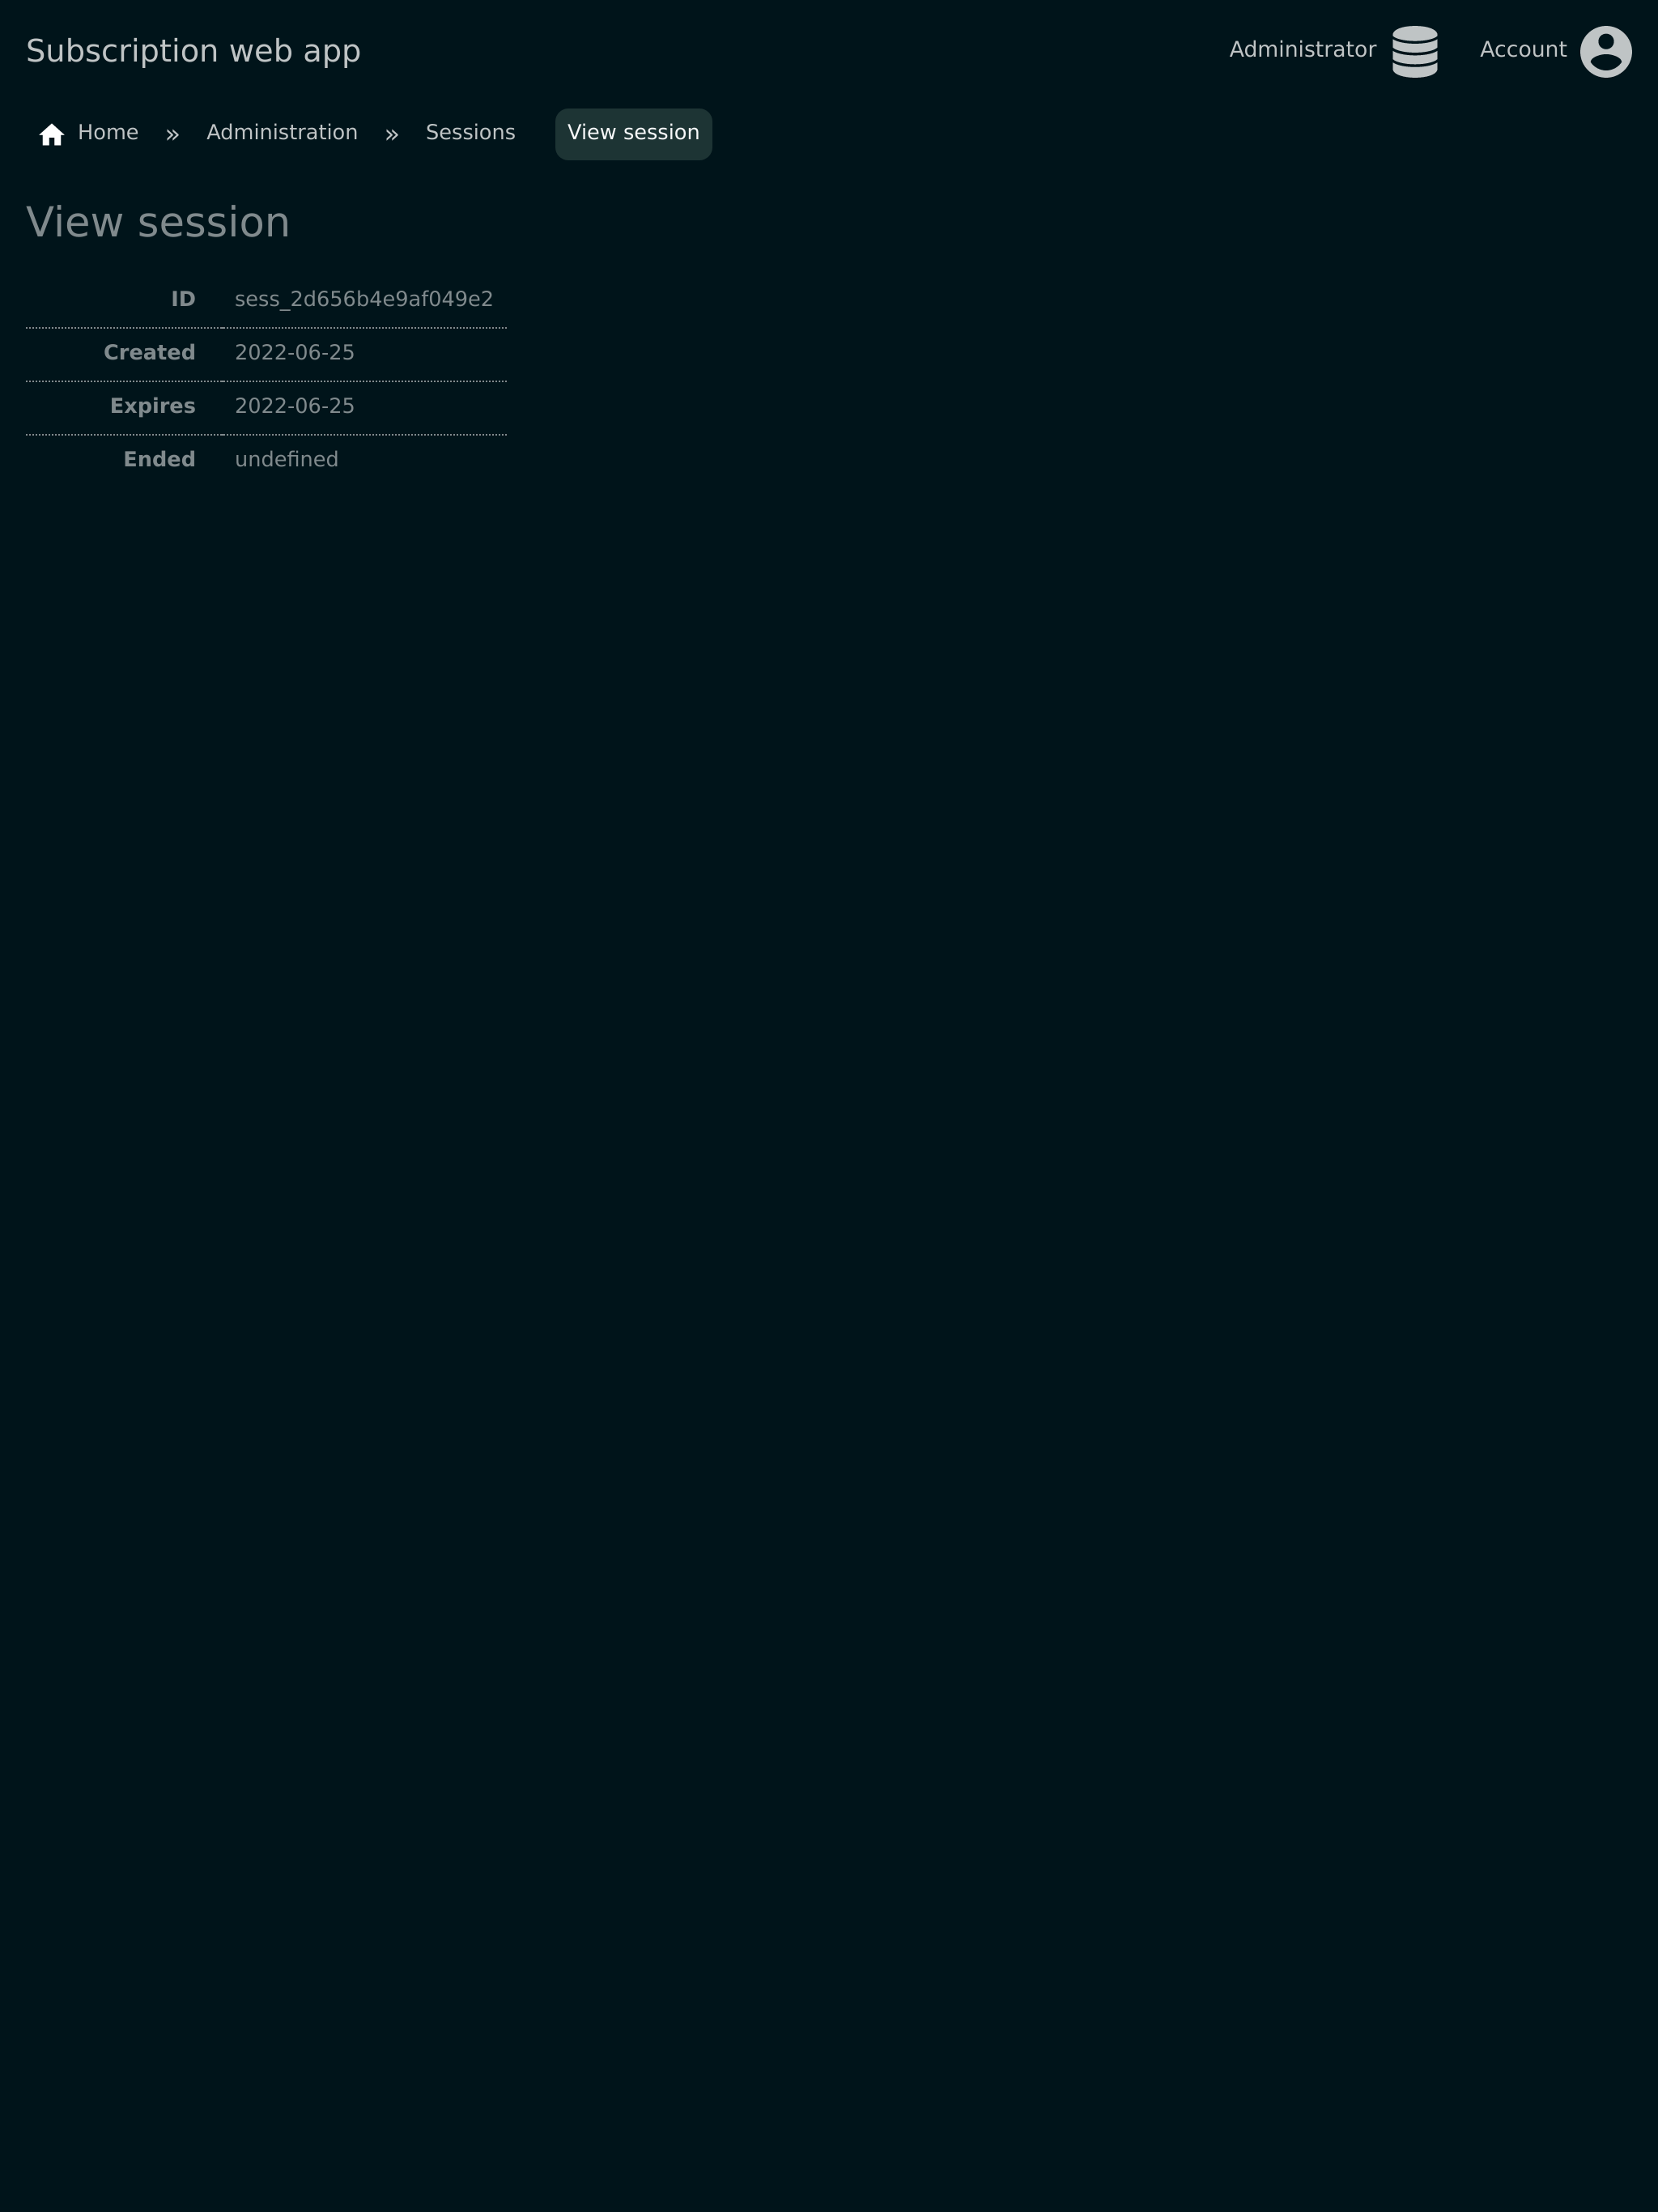 Subscription web app
Administrator Account
Home » Administration » Sessions View session
View session
ID sess_2d656b4e9af049e2
Created 2022-06-25
Expires 2022-06-25
Ended undefined